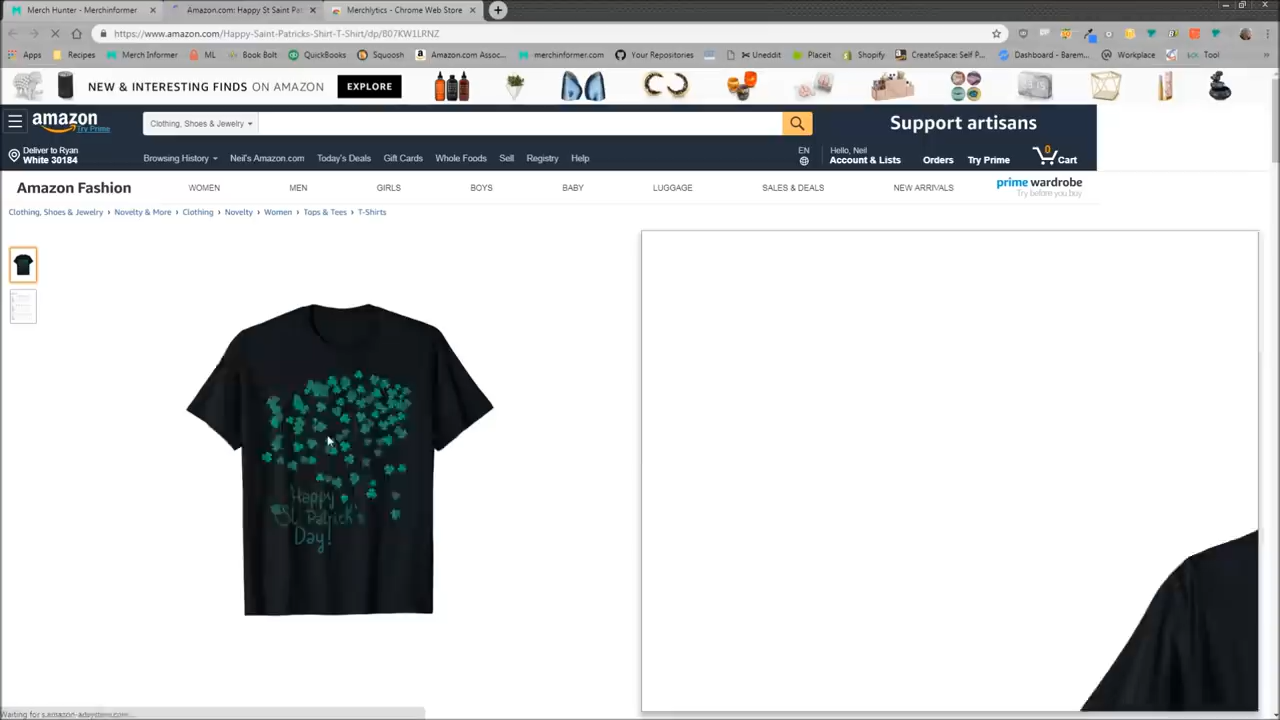 Merch Hunter - Merchinformer
Amazon.com: Happy St Saint Pat
Merchlytics - Chrome Web Store
https://www.amazon.com/Happy-Saint-Patricks-Shirt-T-Shirt/dp/B07KW1LRNZ
Apps Recipes Merch Informer ML Book Bolt QuickBooks Squoosh Amazon.com Assoc... merchinformer.com Your Repositories Uneddit Placeit Shopify CreateSpace: Self P... Dashboard - Barem... Workplace Tool
NEW & INTERESTING FINDS ON AMAZON EXPLORE
amazon
Try Prime
Clothing, Shoes & Jewelry
Support artisans
Deliver to Ryan
White 30184
Browsing History Neil's Amazon.com Today's Deals Gift Cards Whole Foods Sell Registry Help
EN
Hello, Neil
Account & Lists
Orders
Try Prime
0
Cart
Amazon Fashion WOMEN MEN GIRLS BOYS BABY LUGGAGE SALES & DEALS NEW ARRIVALS
prime wardrobe
Try before you buy
Clothing, Shoes & Jewelry › Novelty & More › Clothing › Novelty › Women › Tops & Tees › T-Shirts
Happy
St Patrick's
Day!
Waiting for s.amazon-adsystem.com...